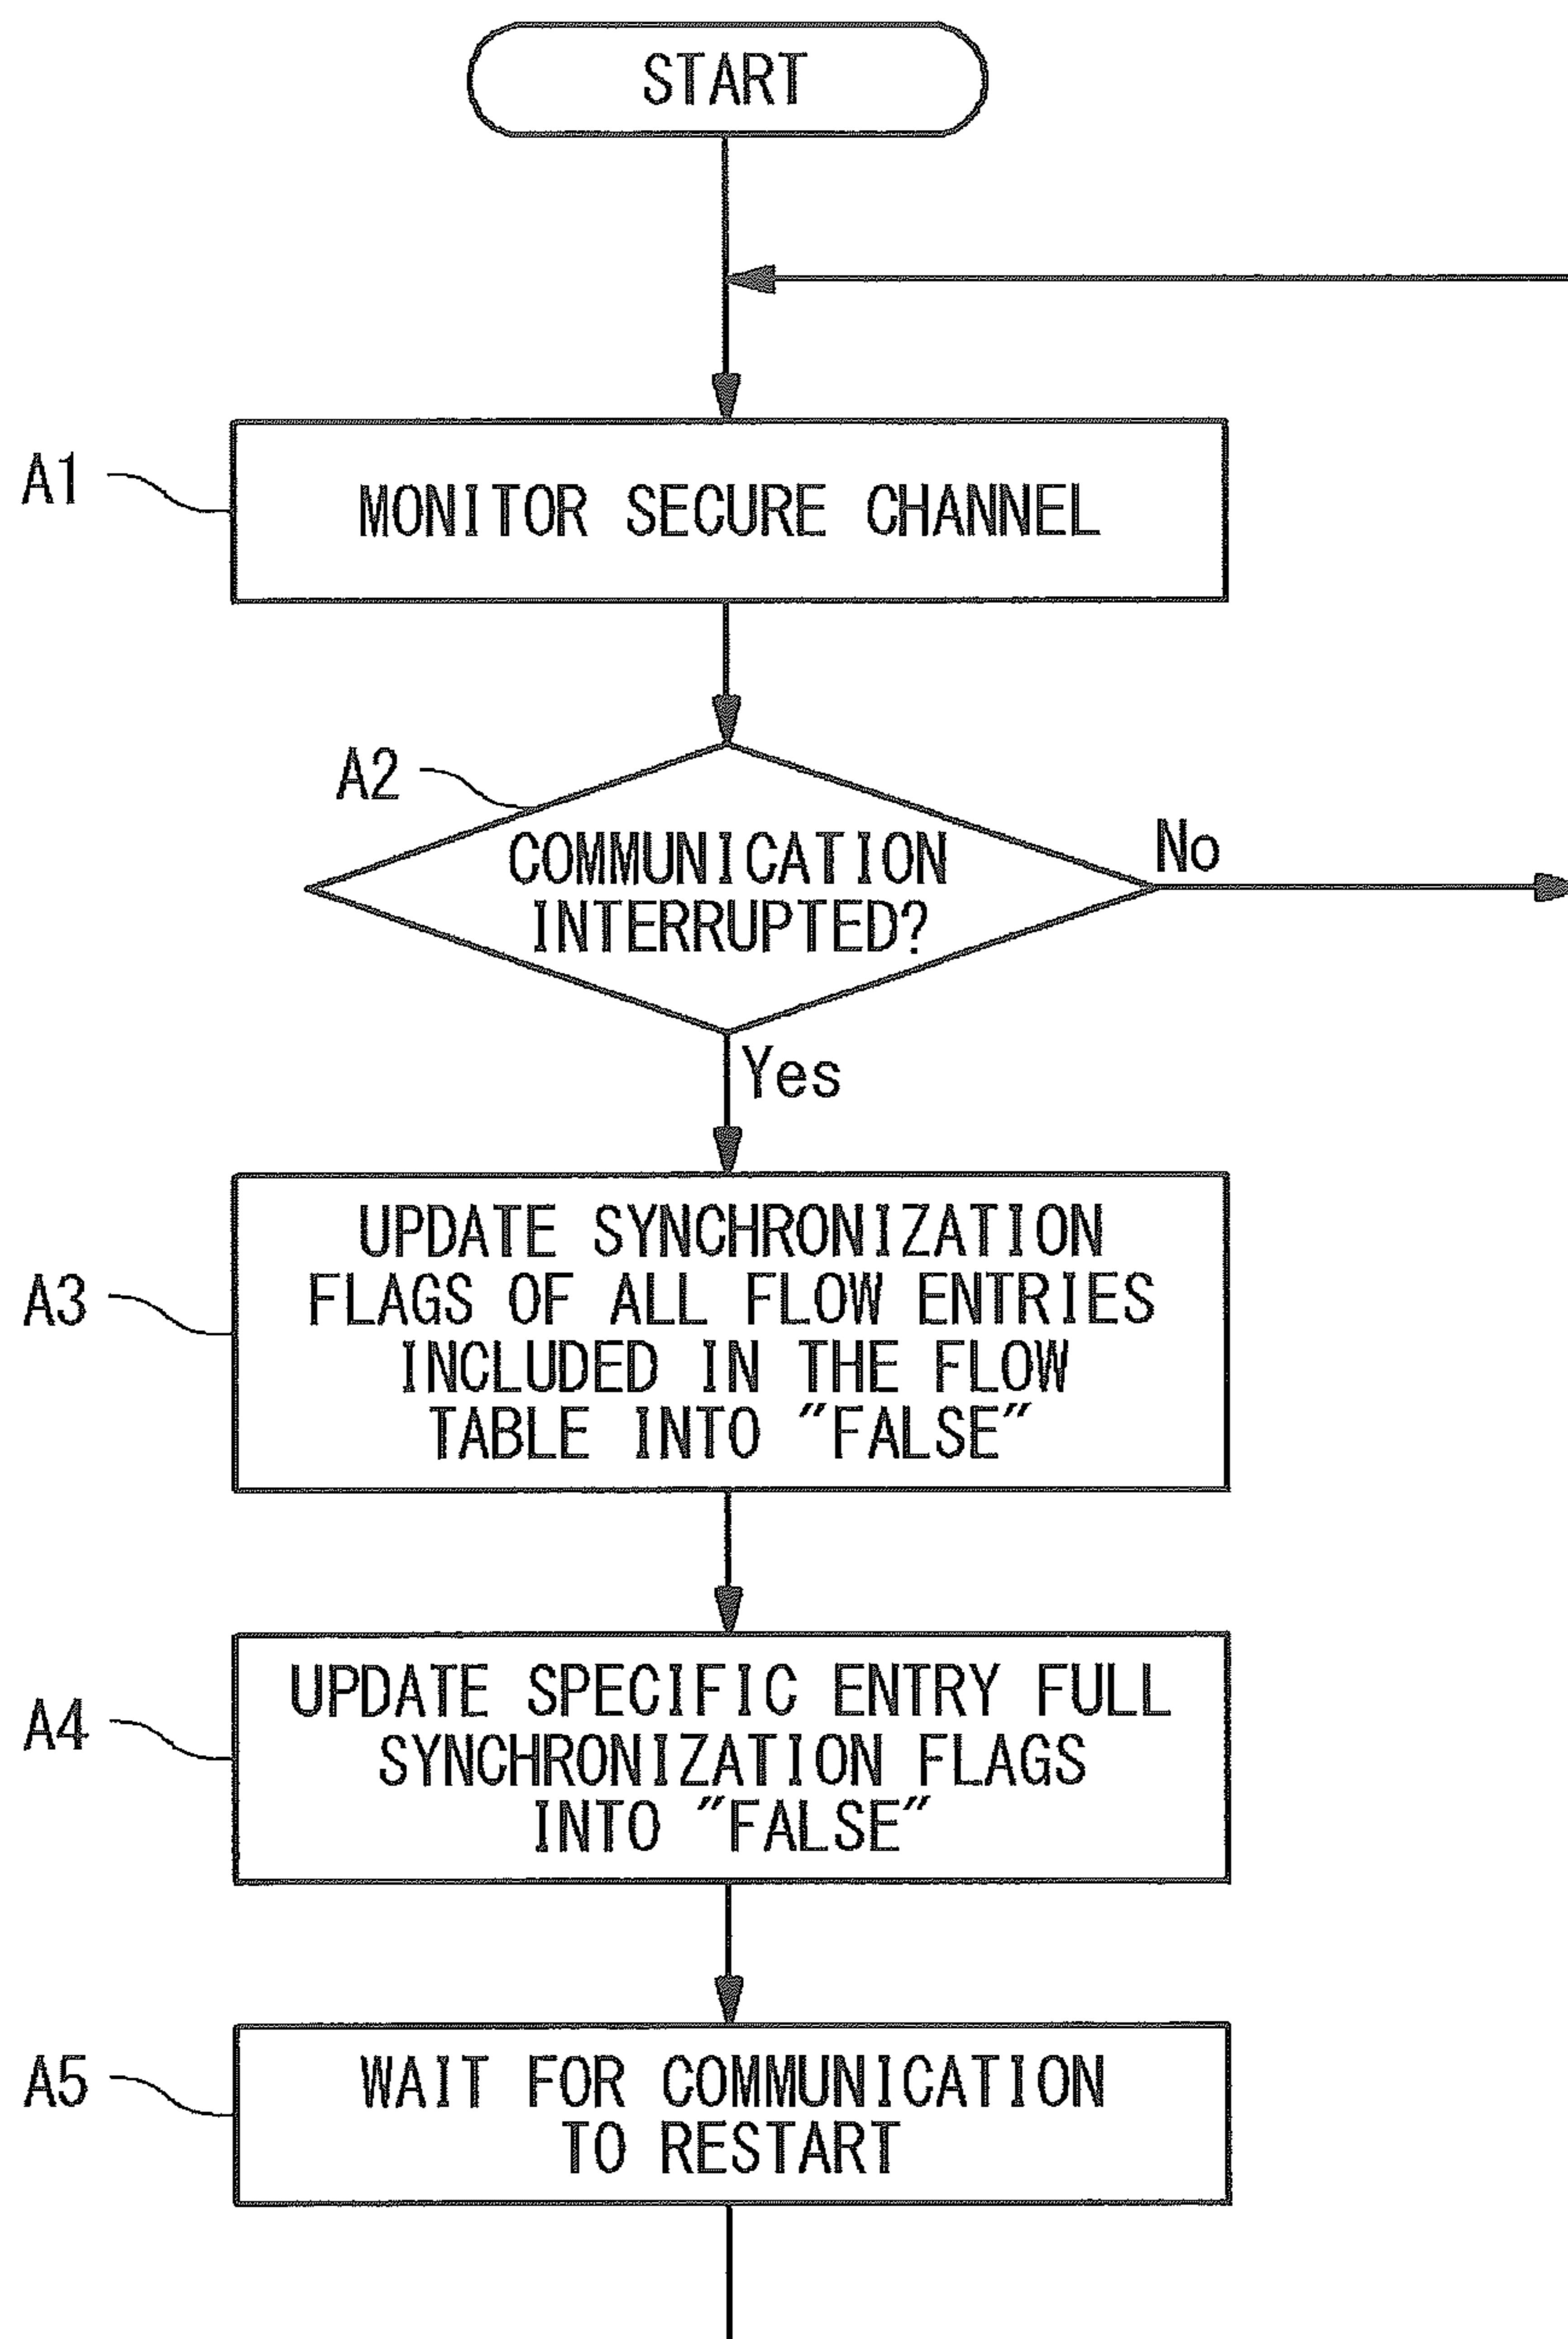 START
A1
MONITOR SECURE CHANNEL
A2
COMMUNICATION
INTERRUPTED?
No
Yes
A3
UPDATE SYNCHRONIZATION
FLAGS OF ALL FLOW ENTRIES
INCLUDED IN THE FLOW
TABLE INTO "FALSE"
A4
UPDATE SPECIFIC ENTRY FULL
SYNCHRONIZATION FLAGS
INTO "FALSE"
A5
WAIT FOR COMMUNICATION
TO RESTART